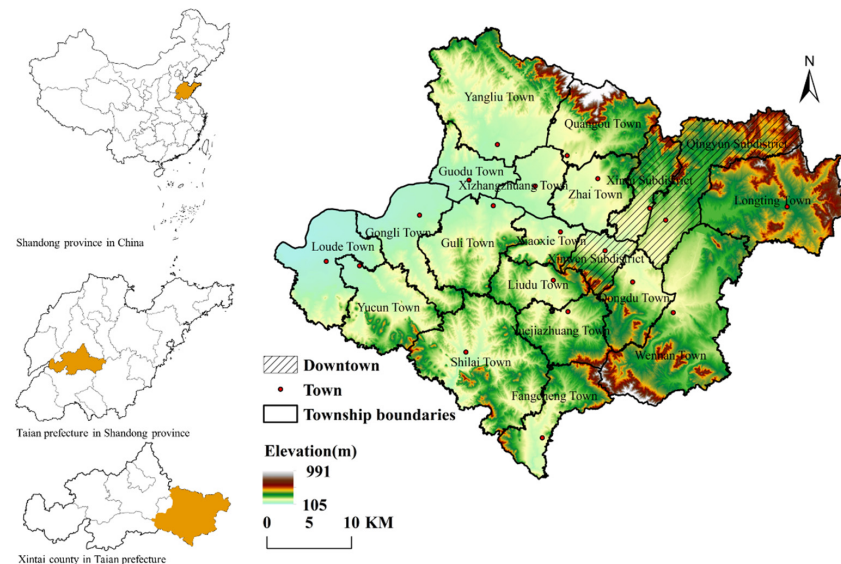 Shandong province in China
Taian prefecture in Shandong province
Xintai county in Taian prefecture
N
Yangliu Town
Quangou Town
Qingyun Subdistrict
Guodu Town
Xizhangzhuang Town
Xintai Subdistrict
Zhai Town
Longting Town
Gongli Town
Loude Town
Guli Town
Xiaoxie Town
Xinwen Subdistrict
Liudu Town
Dongdu Town
Yucun Town
Yuejiazhuang Town
Shilai Town
Wennan Town
Fangcheng Town
Downtown
Town
Township boundaries
Elevation(m)
991
105
0 5 10 KM